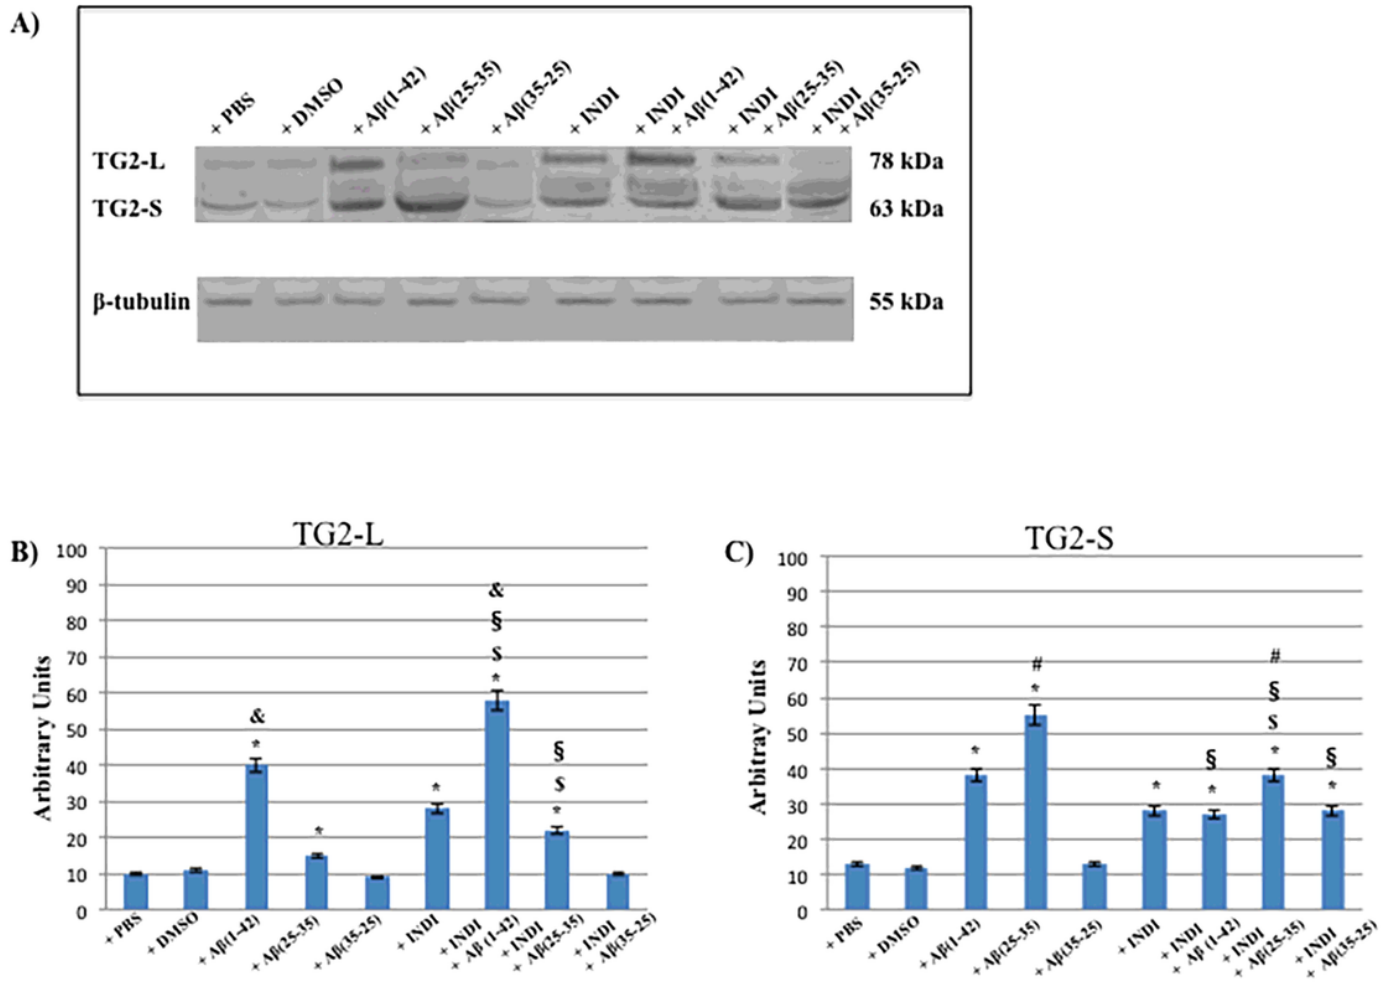 A)
+ PBS
+ DMSO
+ Aβ(1-42)
+ Aβ(25-35)
+ Aβ(35-25)
+ INDI
+ INDI
+ Aβ(1-42)
+ INDI
+ Aβ(25-35)
+ INDI
+ Aβ(35-25)
TG2-L 78 kDa
TG2-S 63 kDa
β-tubulin 55 kDa
B)
TG2-L
Arbitrary Units
100
90
80
70
60
50
40
30
20
10
0
&
*
*
*
&
§
$
*
§
$
*
+ PBS
+ DMSO
+ Aβ(1-42)
+ Aβ(25-35)
+ Aβ(35-25)
+ INDI
+ INDI
+ Aβ (1-42)
+ INDI
+ Aβ(25-35)
+ INDI
+ Aβ(35-25)
C)
TG2-S
Arbitray Units
100
90
80
70
60
50
40
30
20
10
0
*
#
*
*
§
*
#
§
$
*
§
*
+ PBS
+ DMSO
+ Aβ(1-42)
+ Aβ(25-35)
+ Aβ(35-25)
+ INDI
+ INDI
+ Aβ (1-42)
+ INDI
+ Aβ(25-35)
+ INDI
+ Aβ(35-25)